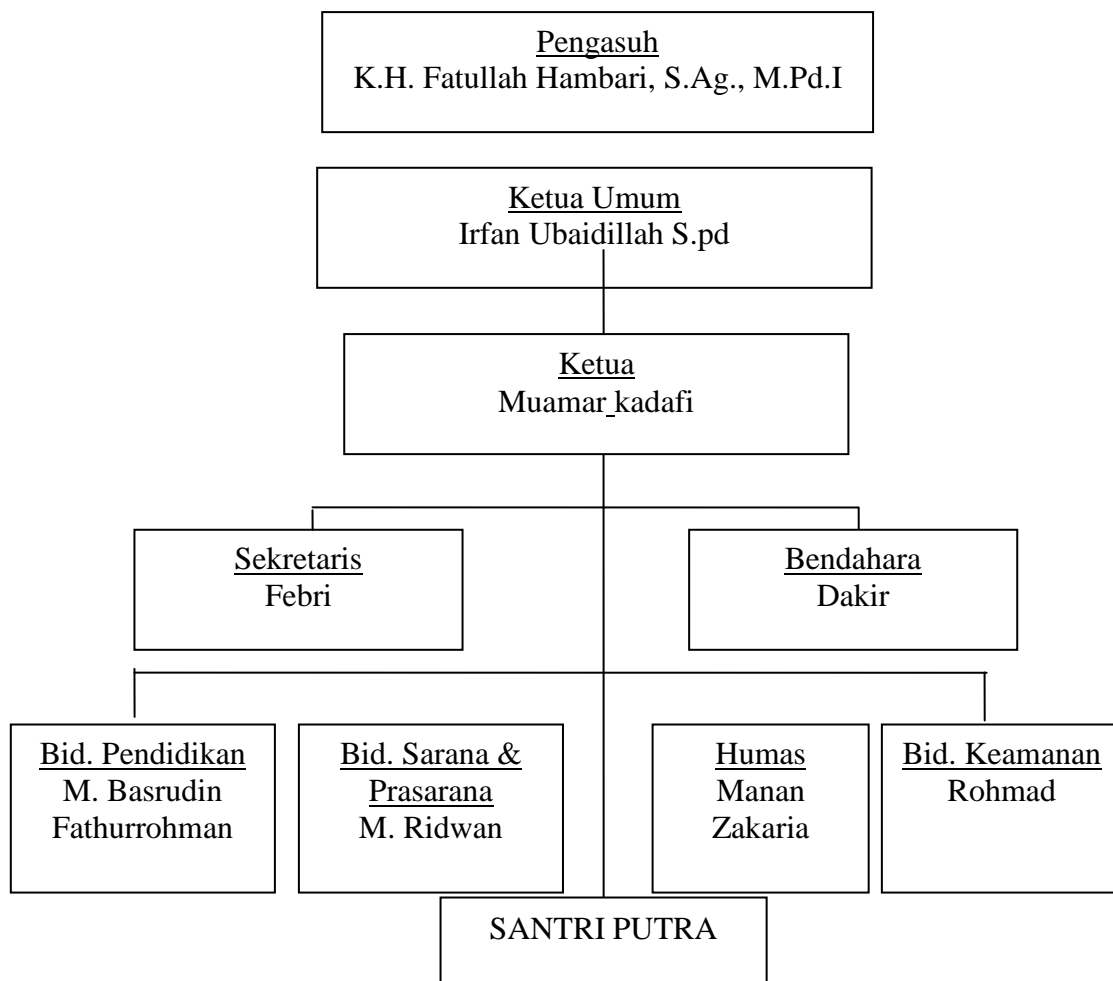 Pengasuh
K.H. Fatullah Hambari, S.Ag., M.Pd.I
Ketua Umum
Irfan Ubaidillah S.pd
Ketua
Muamar kadafi
Sekretaris
Febri
Bendahara
Dakir
Bid. Pendidikan
M. Basrudin
Fathurrohman
Bid. Sarana &
Prasarana
M. Ridwan
Humas
Manan
Zakaria
Bid. Keamanan
Rohmad
SANTRI PUTRA